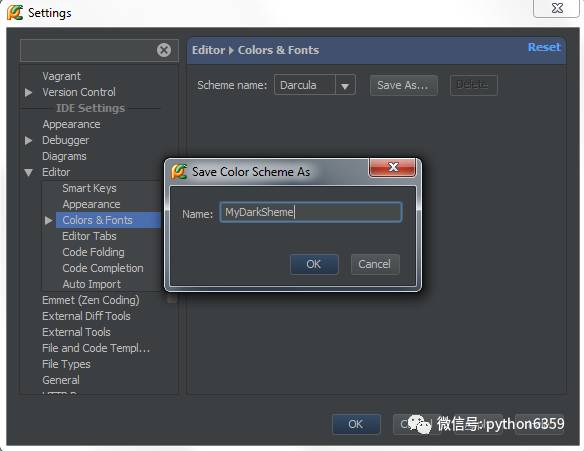 Settings
Editor ▸ Colors & Fonts
Reset
Scheme name: Darcula Save As... Delete
Vagrant
Version Control
IDE Settings
Appearance
Debugger
Diagrams
Editor
Smart Keys
Appearance
Colors & Fonts
Editor Tabs
Code Folding
Code Completion
Auto Import
Emmet (Zen Coding)
External Diff Tools
External Tools
File and Code Templ...
File Types
General
Save Color Scheme As
Name: MyDarkSheme
OK Cancel
OK
微信号: python6359